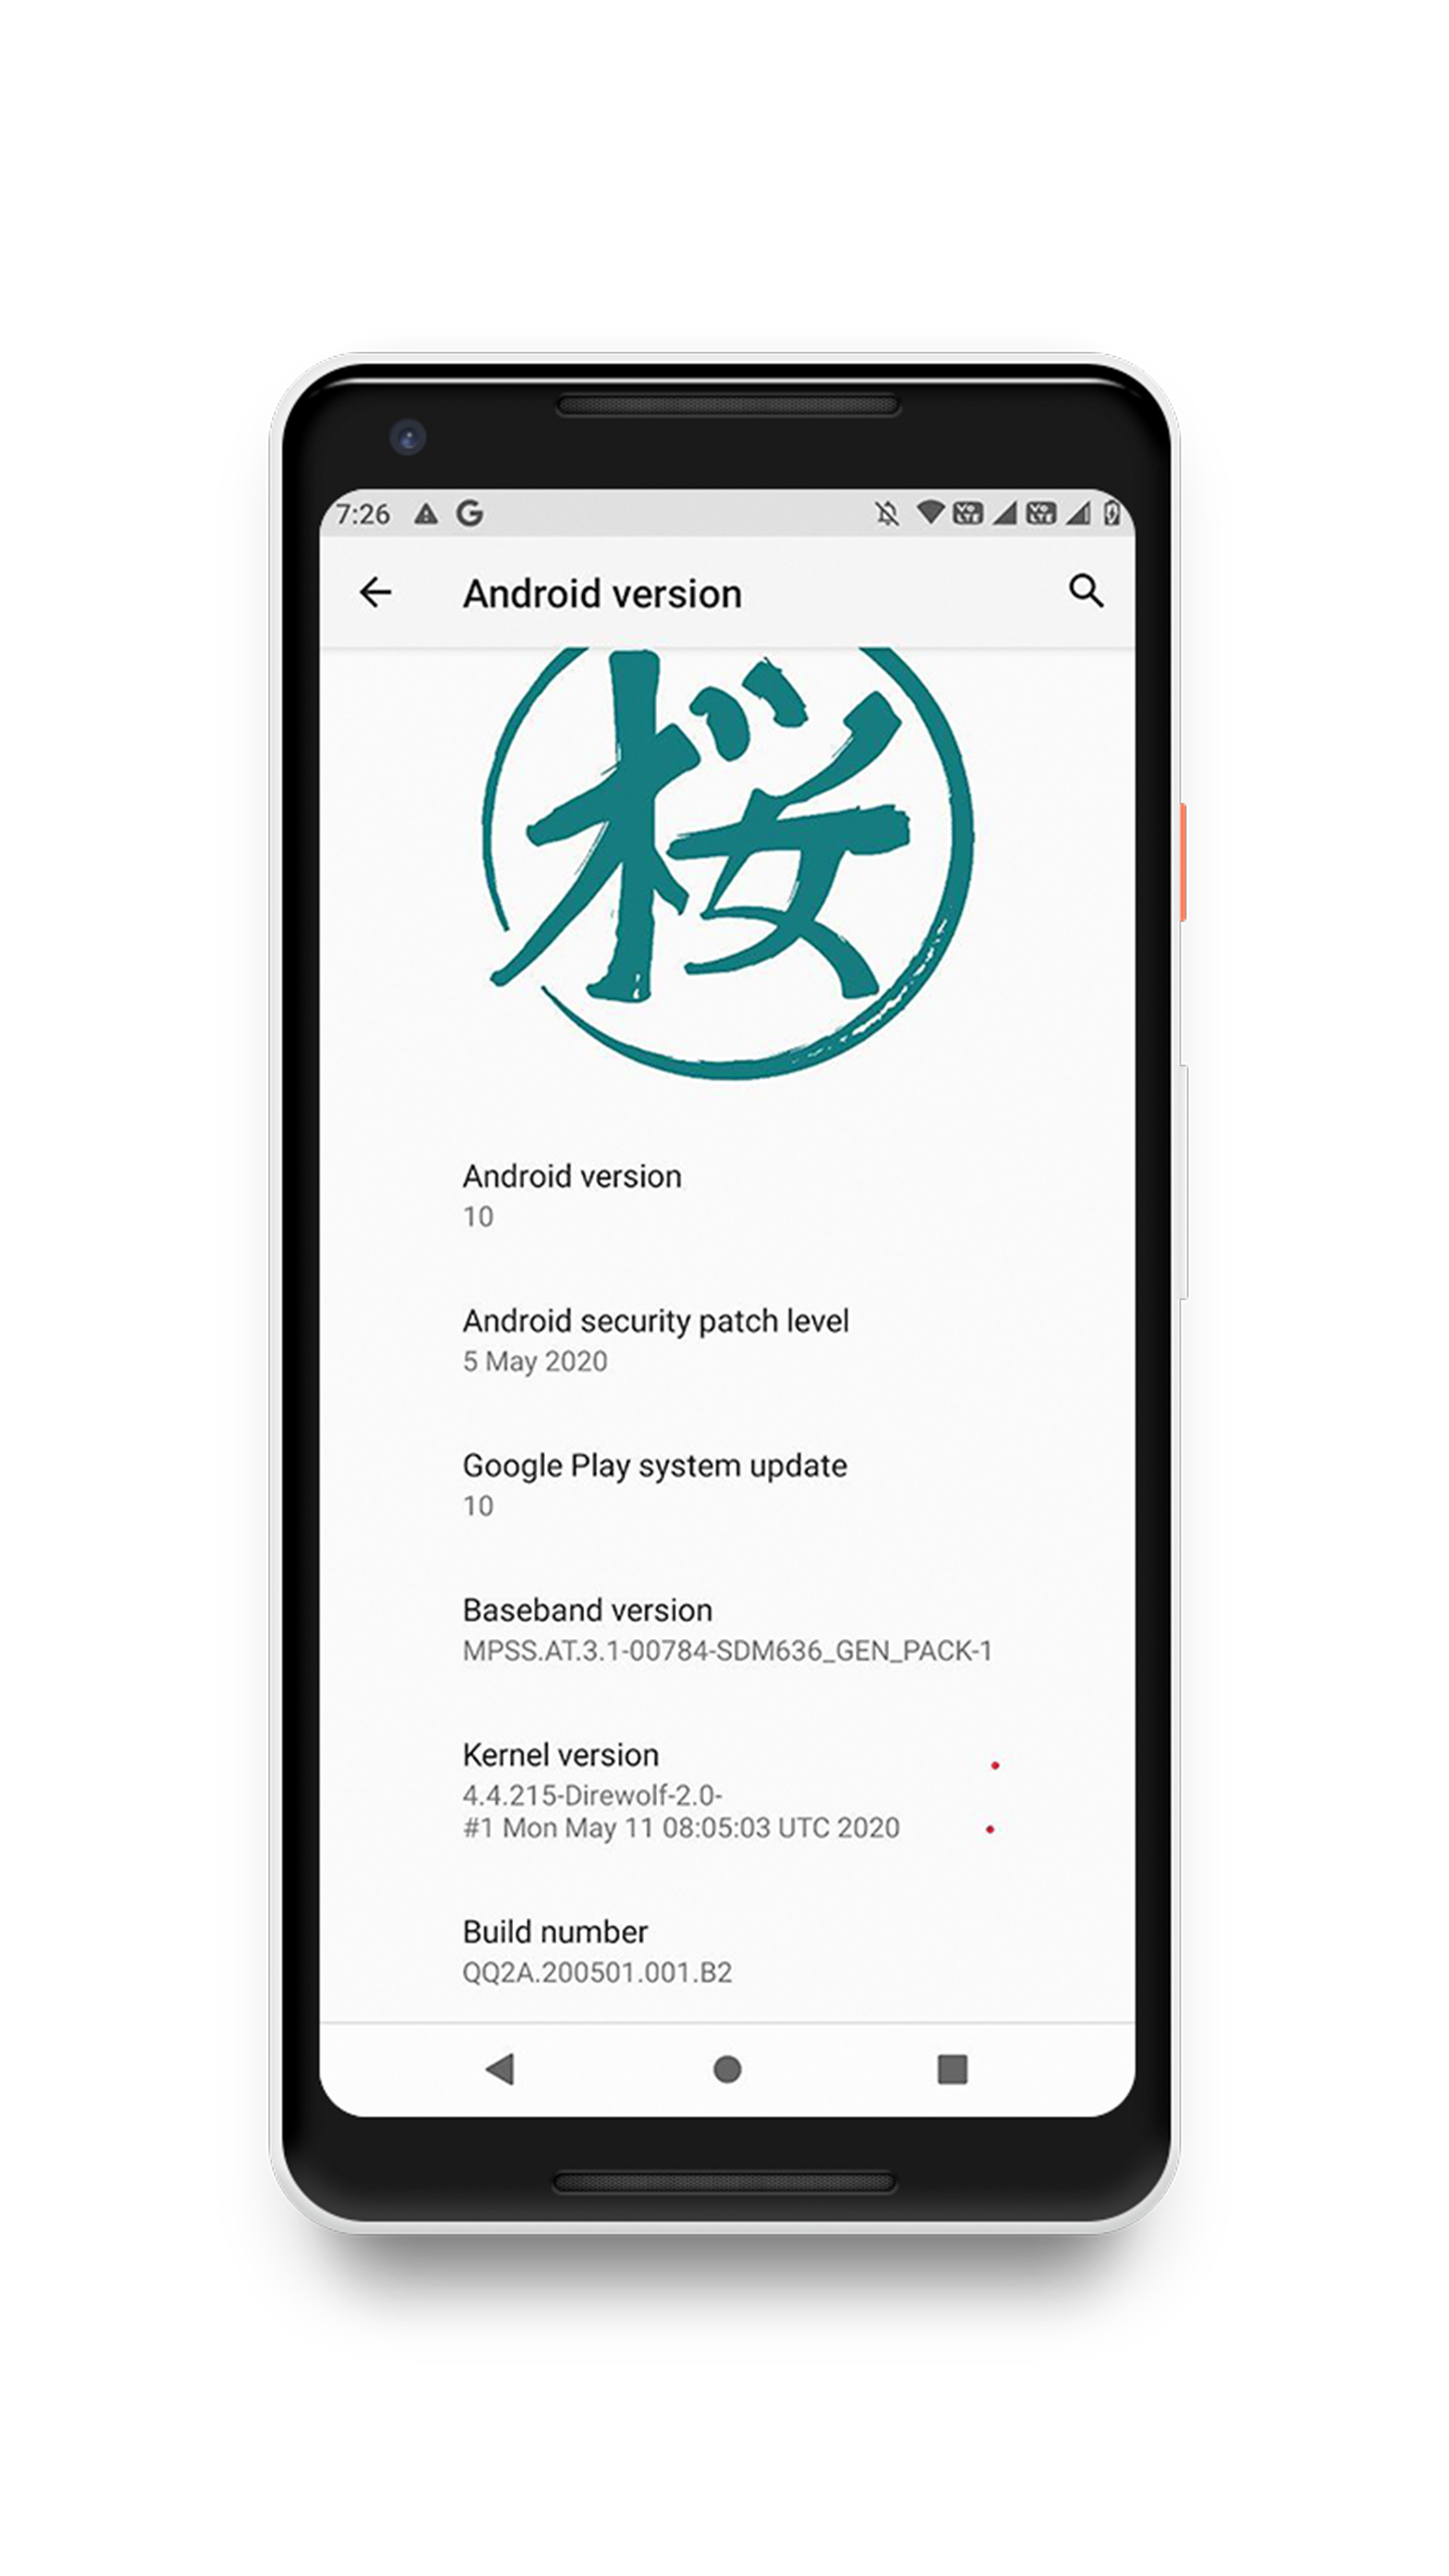 7:26
Android version
桜
Android version
10
Android security patch level
5 May 2020
Google Play system update
10
Baseband version
MPSS.AT.3.1-00784-SDM636_GEN_PACK-1
Kernel version
4.4.215-Direwolf-2.0-
#1 Mon May 11 08:05:03 UTC 2020
Build number
QQ2A.200501.001.B2